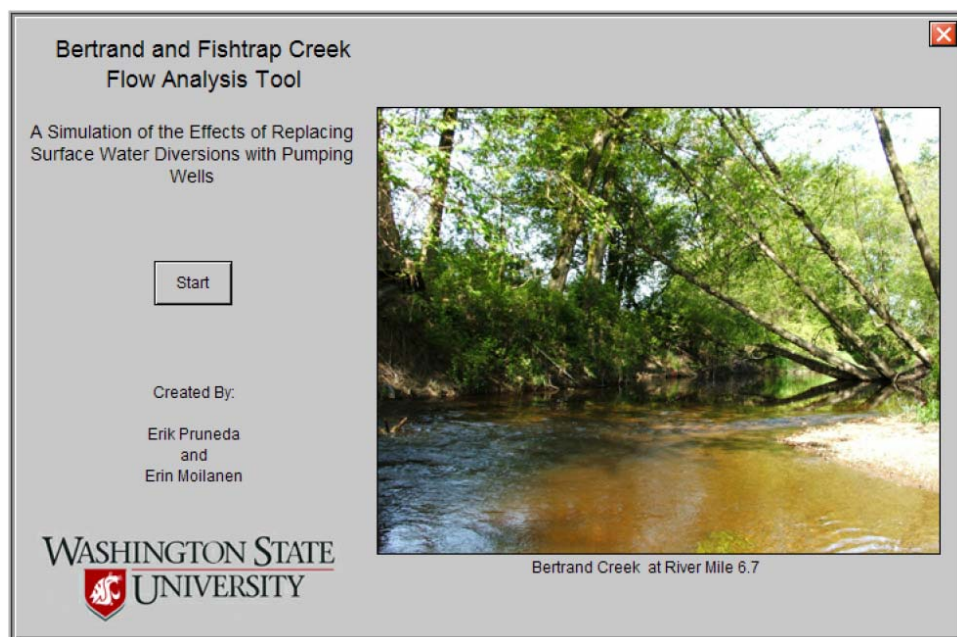 Bertrand and Fishtrap Creek
Flow Analysis Tool
A Simulation of the Effects of Replacing
Surface Water Diversions with Pumping
Wells
Start
Created By:
Erik Pruneda
and
Erin Moilanen
WASHINGTON STATE
UNIVERSITY
Bertrand Creek at River Mile 6.7